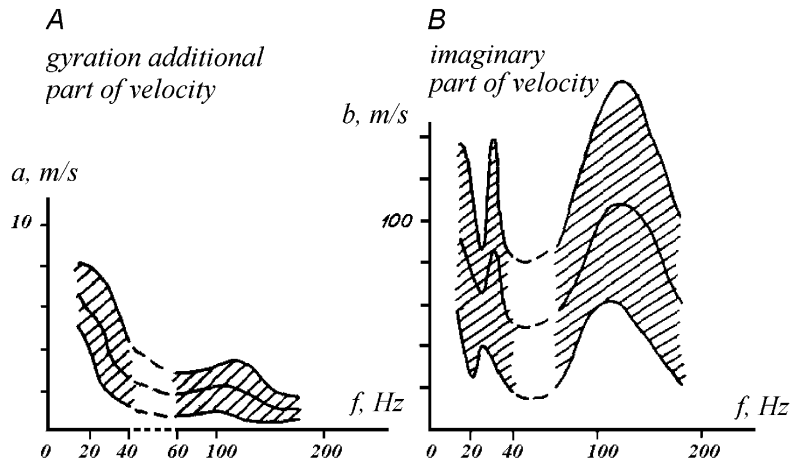 A
gyration additional
part of velocity
a, m/s
10
f, Hz
0 20 40 60 100 200
B
imaginary
part of velocity
b, m/s
100
f, Hz
0 20 40 100 200